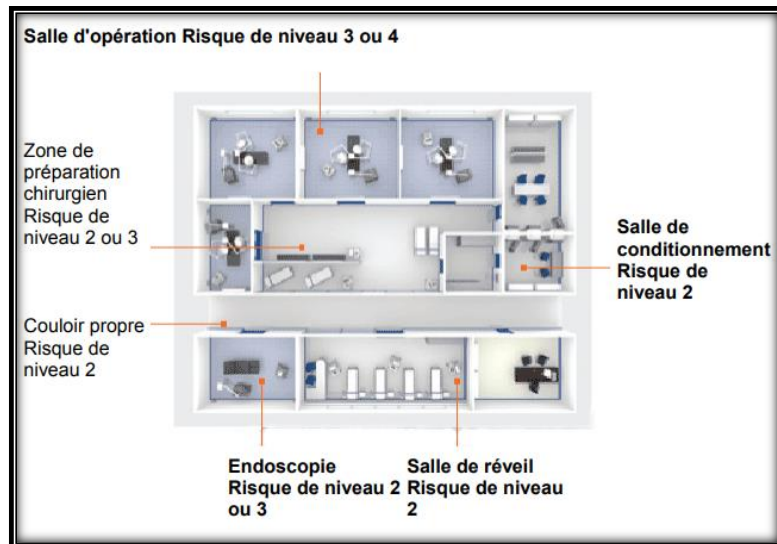 Salle d'opération Risque de niveau 3 ou 4
Zone de
préparation
chirurgien
Risque de
niveau 2 ou 3
Salle de
conditionnement
Risque de
niveau 2
Couloir propre
Risque de
niveau 2
Endoscopie
Risque de niveau 2
ou 3
Salle de réveil
Risque de niveau
2